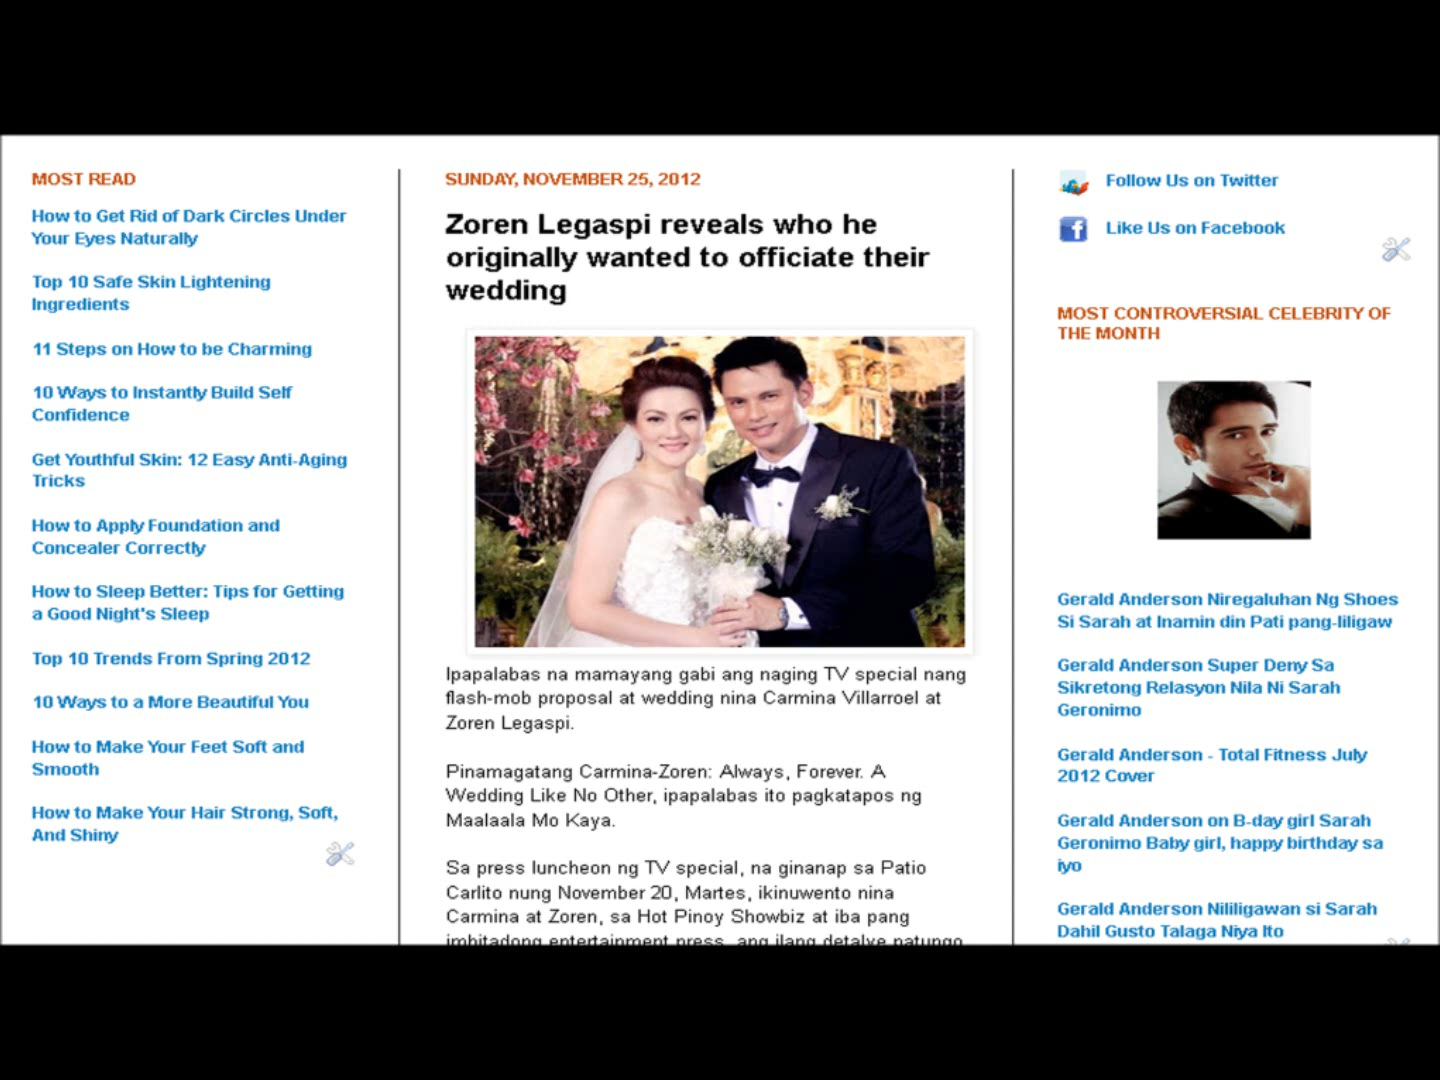 MOST READ
How to Get Rid of Dark Circles Under
Your Eyes Naturally
Top 10 Safe Skin Lightening
Ingredients
11 Steps on How to be Charming
10 Ways to Instantly Build Self
Confidence
Get Youthful Skin: 12 Easy Anti-Aging
Tricks
How to Apply Foundation and
Concealer Correctly
How to Sleep Better: Tips for Getting
a Good Night's Sleep
Top 10 Trends From Spring 2012
10 Ways to a More Beautiful You
How to Make Your Feet Soft and
Smooth
How to Make Your Hair Strong, Soft,
And Shiny
SUNDAY, NOVEMBER 25, 2012
Zoren Legaspi reveals who he
originally wanted to officiate their
wedding
Ipapalabas na mamayang gabi ang naging TV special nang
flash-mob proposal at wedding nina Carmina Villarroel at
Zoren Legaspi.
Pinamagatang Carmina-Zoren: Always, Forever. A
Wedding Like No Other, ipapalabas ito pagkatapos ng
Maalaala Mo Kaya.
Sa press luncheon ng TV special, na ginanap sa Patio
Carlito nung November 20, Martes, ikinuwento nina
Carmina at Zoren, sa Hot Pinoy Showbiz at iba pang
imbitadong entertainment press, ang ilang detalye patungo
Follow Us on Twitter
Like Us on Facebook
MOST CONTROVERSIAL CELEBRITY OF
THE MONTH
Gerald Anderson Niregaluhan Ng Shoes
Si Sarah at Inamin din Pati pang-liligaw
Gerald Anderson Super Deny Sa
Sikretong Relasyon Nila Ni Sarah
Geronimo
Gerald Anderson - Total Fitness July
2012 Cover
Gerald Anderson on B-day girl Sarah
Geronimo Baby girl, happy birthday sa
iyo
Gerald Anderson Nililigawan si Sarah
Dahil Gusto Talaga Niya Ito